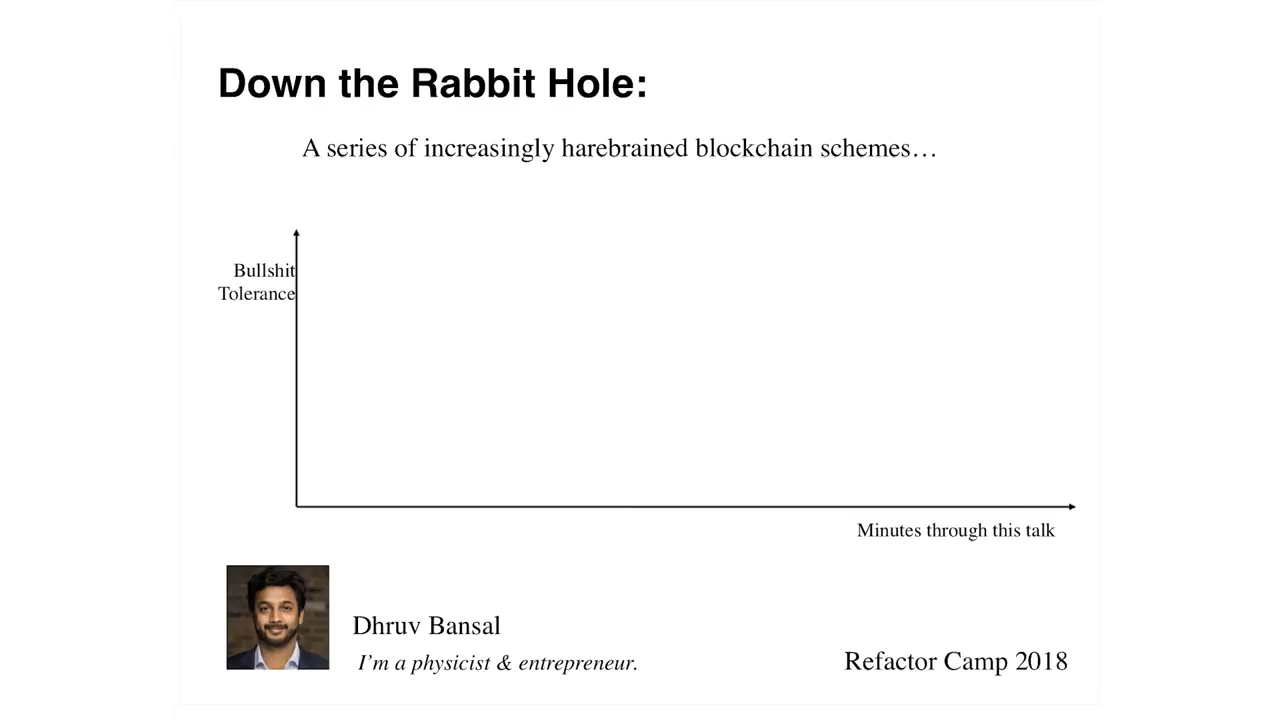 Down the Rabbit Hole:
A series of increasingly harebrained blockchain schemes…
Bullshit
Tolerance
Minutes through this talk
Dhruv Bansal
I’m a physicist & entrepreneur.
Refactor Camp 2018